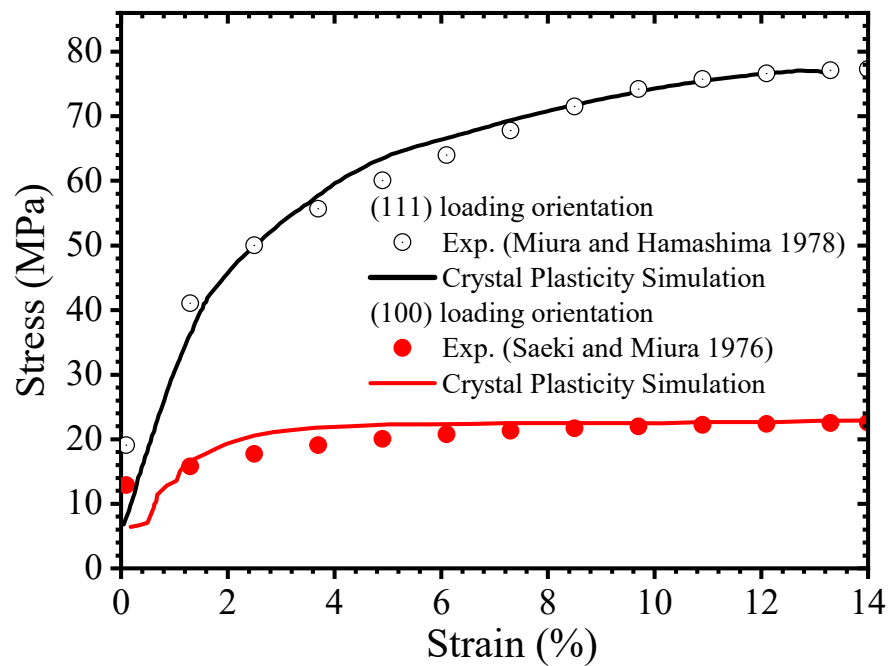 80
70
60
50
40
30
20
10
0
Stress (MPa)
(111) loading orientation
Exp. (Miura and Hamashima 1978)
Crystal Plasticity Simulation
(100) loading orientation
Exp. (Saeki and Miura 1976)
Crystal Plasticity Simulation
0 2 4 6 8 10 12 14
Strain (%)